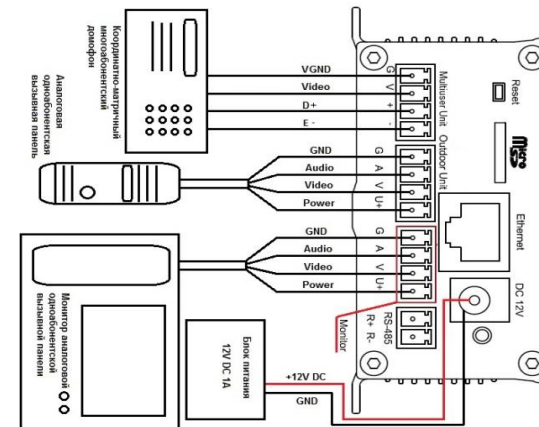 Координатно-матричный
многоабонентский
домофон
Аналоговая
одноабонентская
вызывная панель
Монитор аналоговой
одноабонентской
вызывной панели
Блок питания
12V DC 1A
VGND
Video
D+
E -
GND
Audio
Video
Power
GND
Audio
Video
Power
+12V DC
GND
G
V
+
-
Multiuser Unit
G
A
V
U+
Outdoor Unit
G
A
V
U+
Monitor
R+ R-
RS-485
Reset
Micro
SD
Ethernet
DC 12V